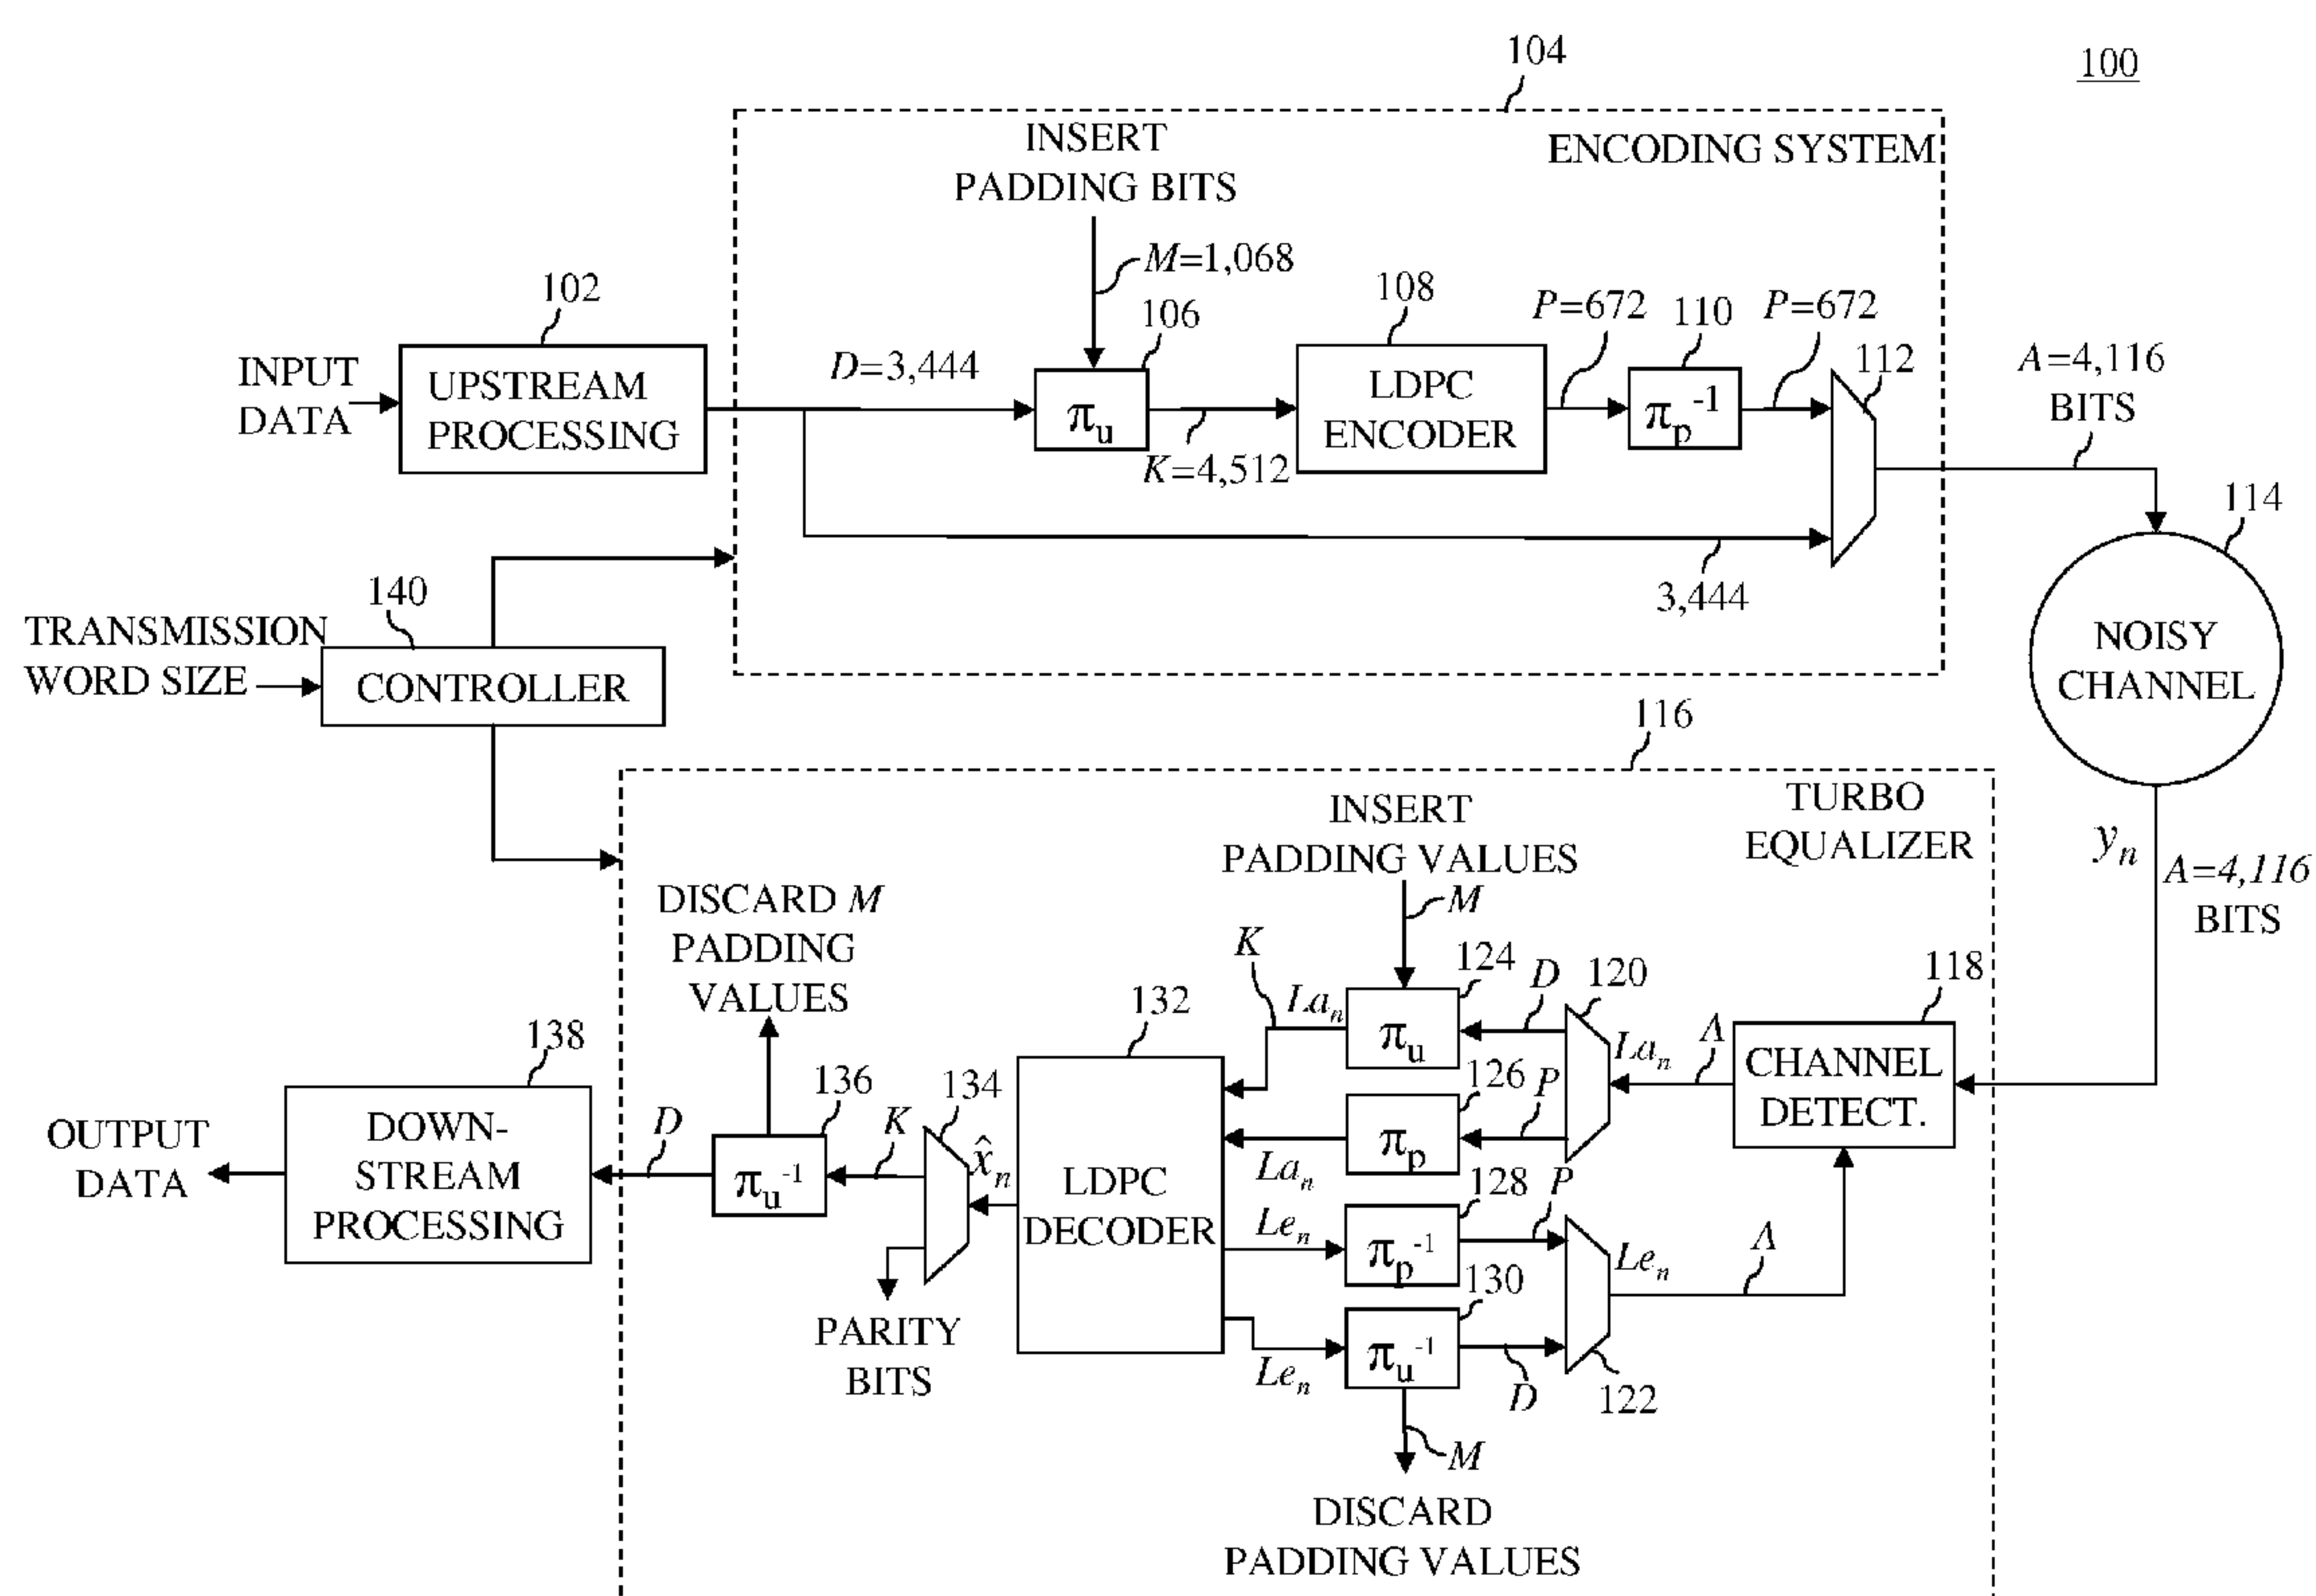 100
104
ENCODING SYSTEM
INSERT
PADDING BITS
M=1,068
102
106
108
P=672
110
P=672
112
A=4,116
BITS
INPUT
DATA
UPSTREAM
PROCESSING
D=3,444
πu
K=4,512
LDPC
ENCODER
πp-1
3,444
114
NOISY
CHANNEL
140
TRANSMISSION
WORD SIZE
CONTROLLER
116
TURBO
EQUALIZER
yn
A=4,116
BITS
INSERT
PADDING VALUES
M
DISCARD M
PADDING
VALUES
K
Lan
124
D
120
118
132
πu
Lan
A
CHANNEL
DETECT.
138
136
134
126
P
OUTPUT
DATA
DOWN-
STREAM
PROCESSING
D
πu-1
K
x̂n
LDPC
DECODER
πp
Lan
128
P
Len
πp-1
Len
A
130
PARITY
BITS
Len
πu-1
D
122
M
DISCARD
PADDING VALUES